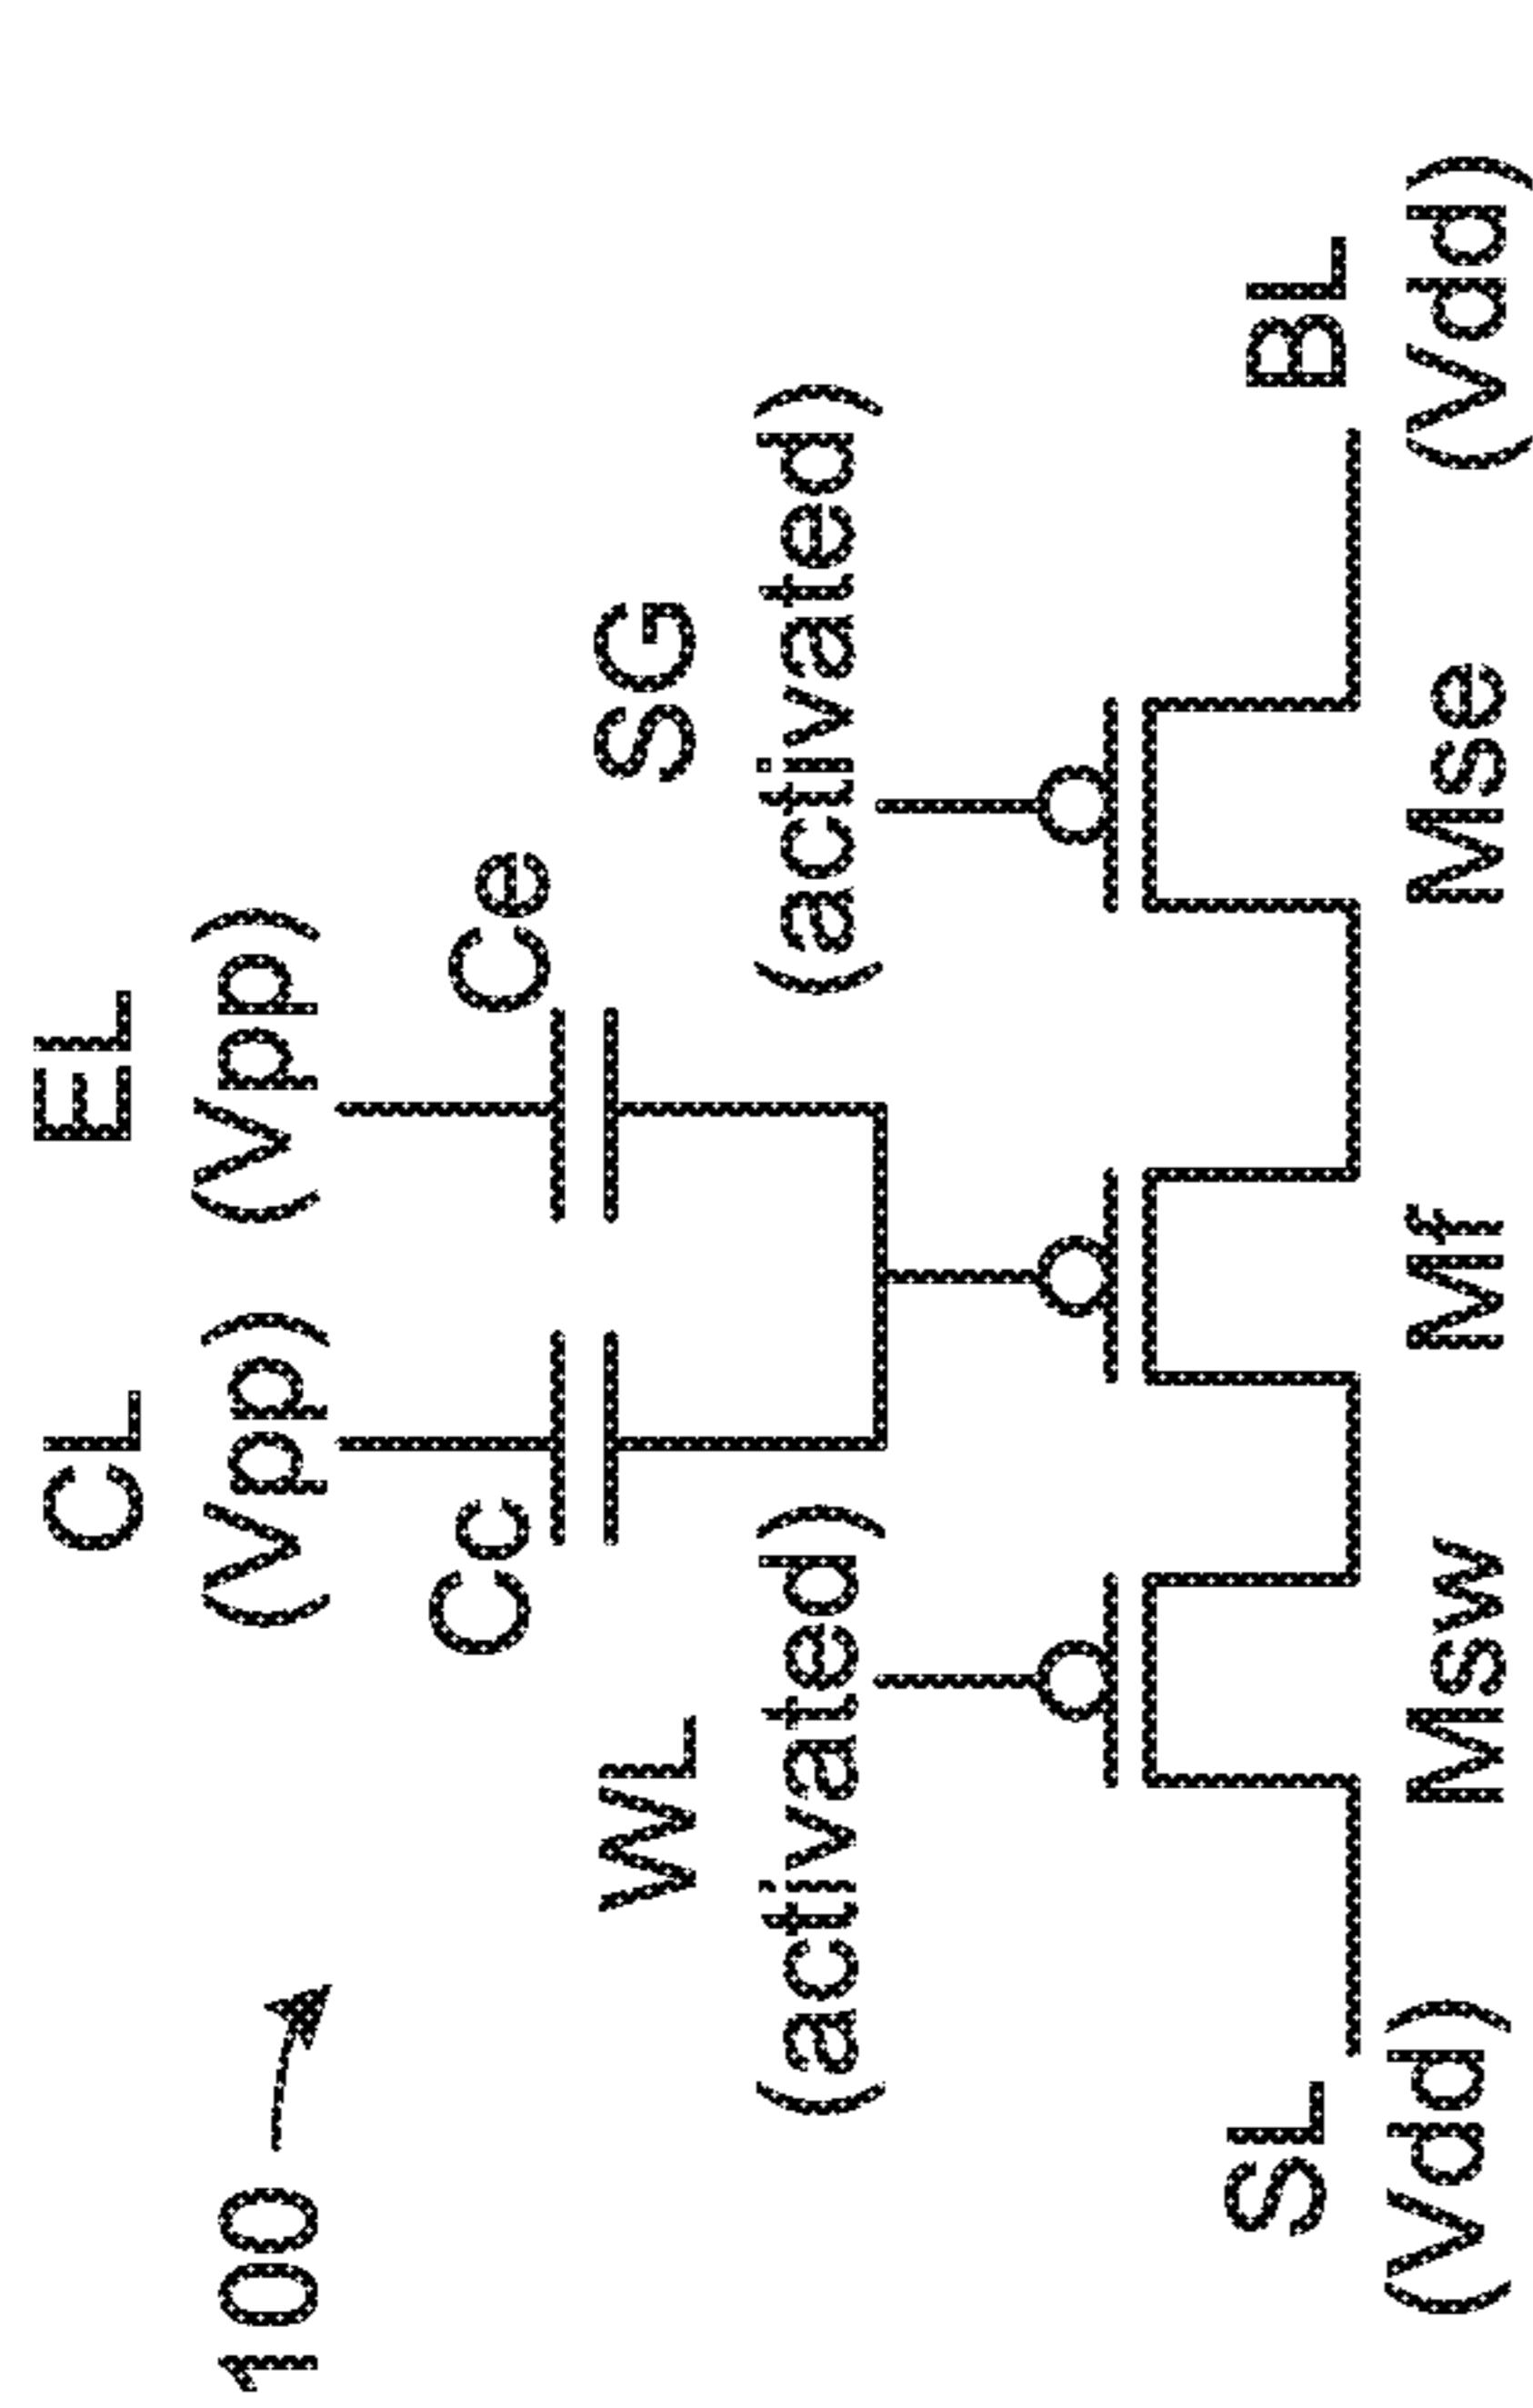 100
CL
EL
(Vpp)
(Vpp)
Cc
Ce
WL
SG
(activated)
(activated)
SL
BL
(Vdd)
Msw
Mf
Mse
(Vdd)